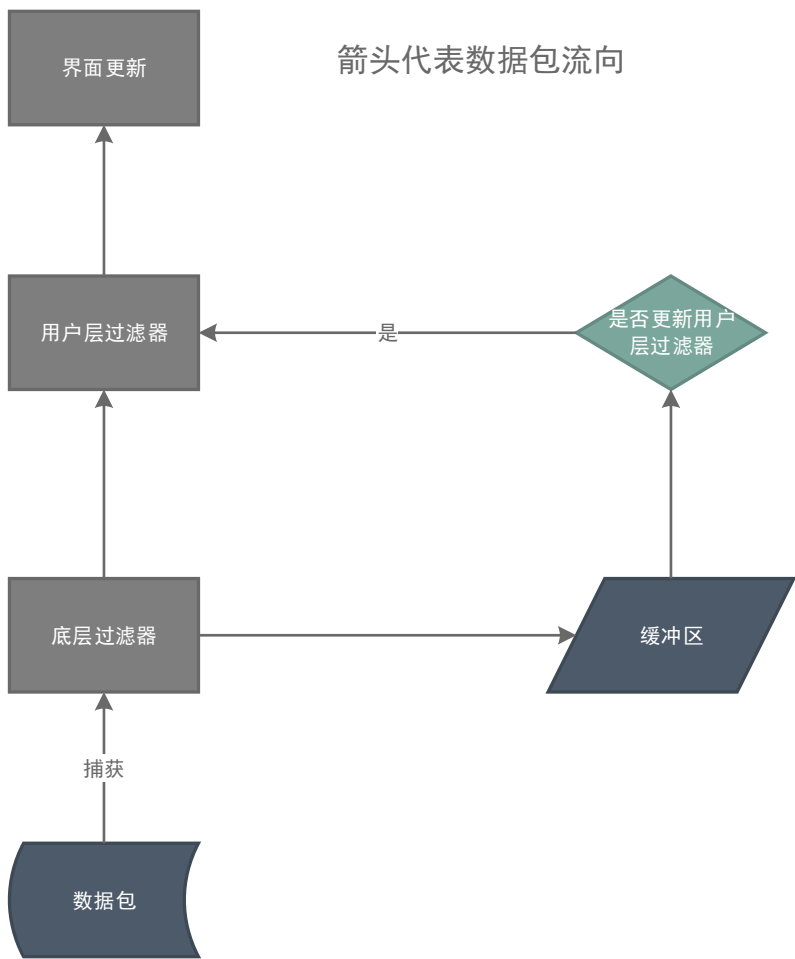 界面更新
箭头代表数据包流向
用户层过滤器
是
是否更新用户
层过滤器
底层过滤器
缓冲区
捕获
数据包